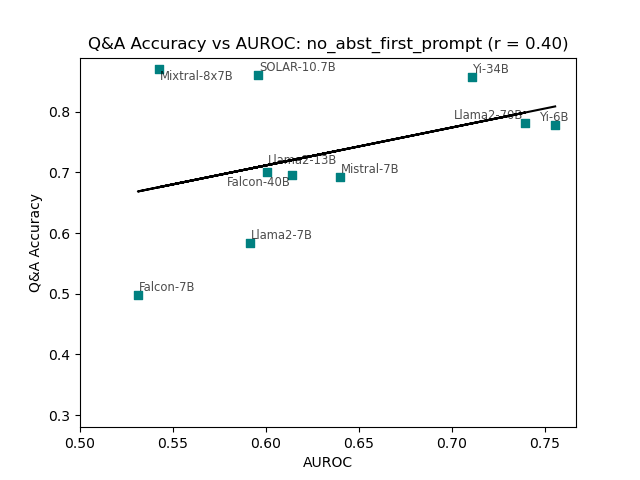 Q&A Accuracy vs AUROC: no_abst_first_prompt (r = 0.40)
SOLAR-10.7B
Yi-34B
Mixtral-8x7B
0.8
Llama2-70B
Yi-6B
Llama2-13B
0.7
Mistral-7B
Falcon-40B
Q&A Accuracy
0.6
Llama2-7B
0.5
Falcon-7B
0.4
0.3
0.50
0.55
0.60
0.65
0.70
0.75
AUROC